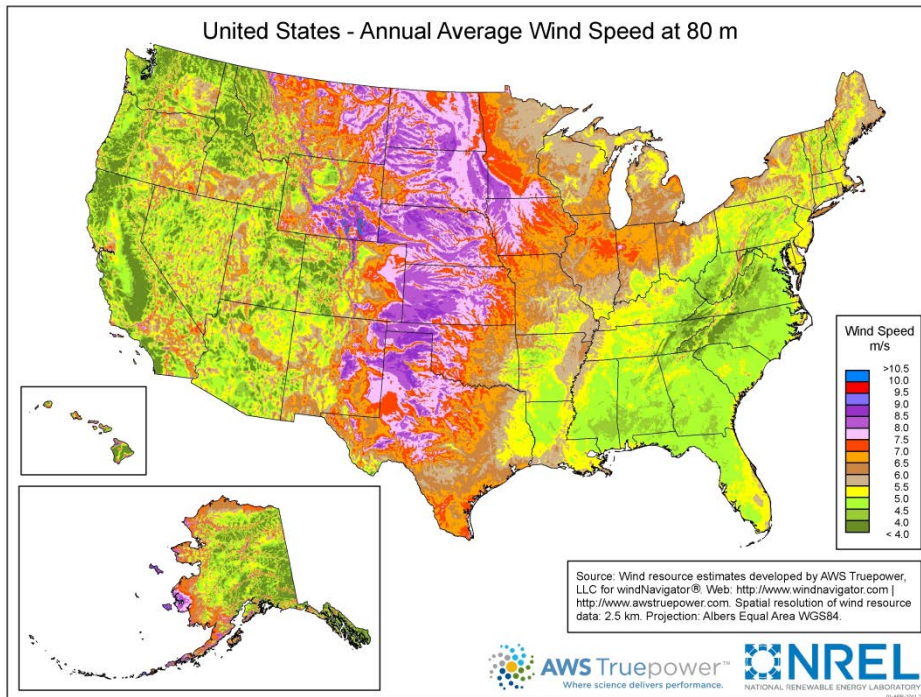 United States - Annual Average Wind Speed at 80 m
Wind Speed
m/s
>10.5
10.0
9.5
9.0
8.5
8.0
7.5
7.0
6.5
6.0
5.5
5.0
4.5
4.0
< 4.0
Source: Wind resource estimates developed by AWS Truepower,
LLC for windNavigator®. Web: http://www.windnavigator.com |
http://www.awstruepower.com. Spatial resolution of wind resource
data: 2.5 km. Projection: Albers Equal Area WGS84.
AWS Truepower™
Where science delivers performance.
NREL
NATIONAL RENEWABLE ENERGY LABORATORY